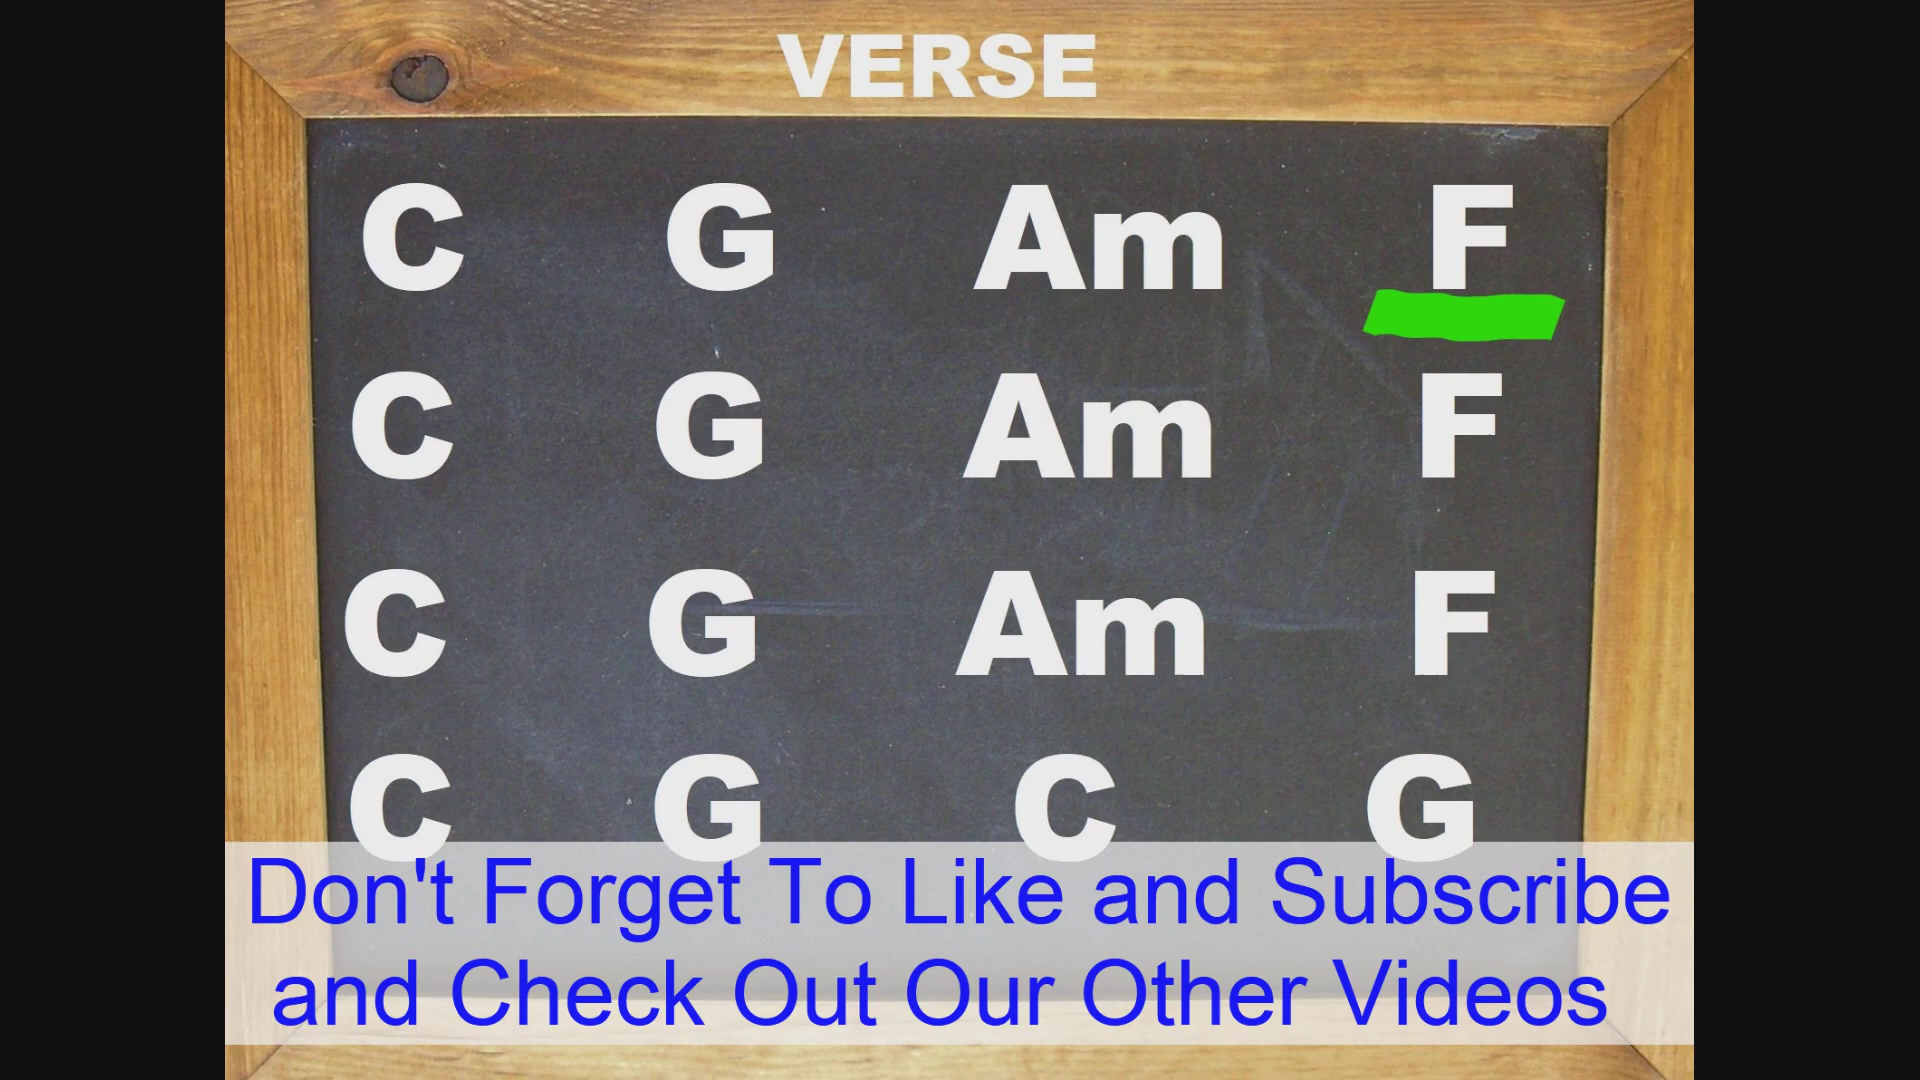 VERSE
C G Am F
C G Am F
C G Am F
C G C G
Don't Forget To Like and Subscribe
and Check Out Our Other Videos